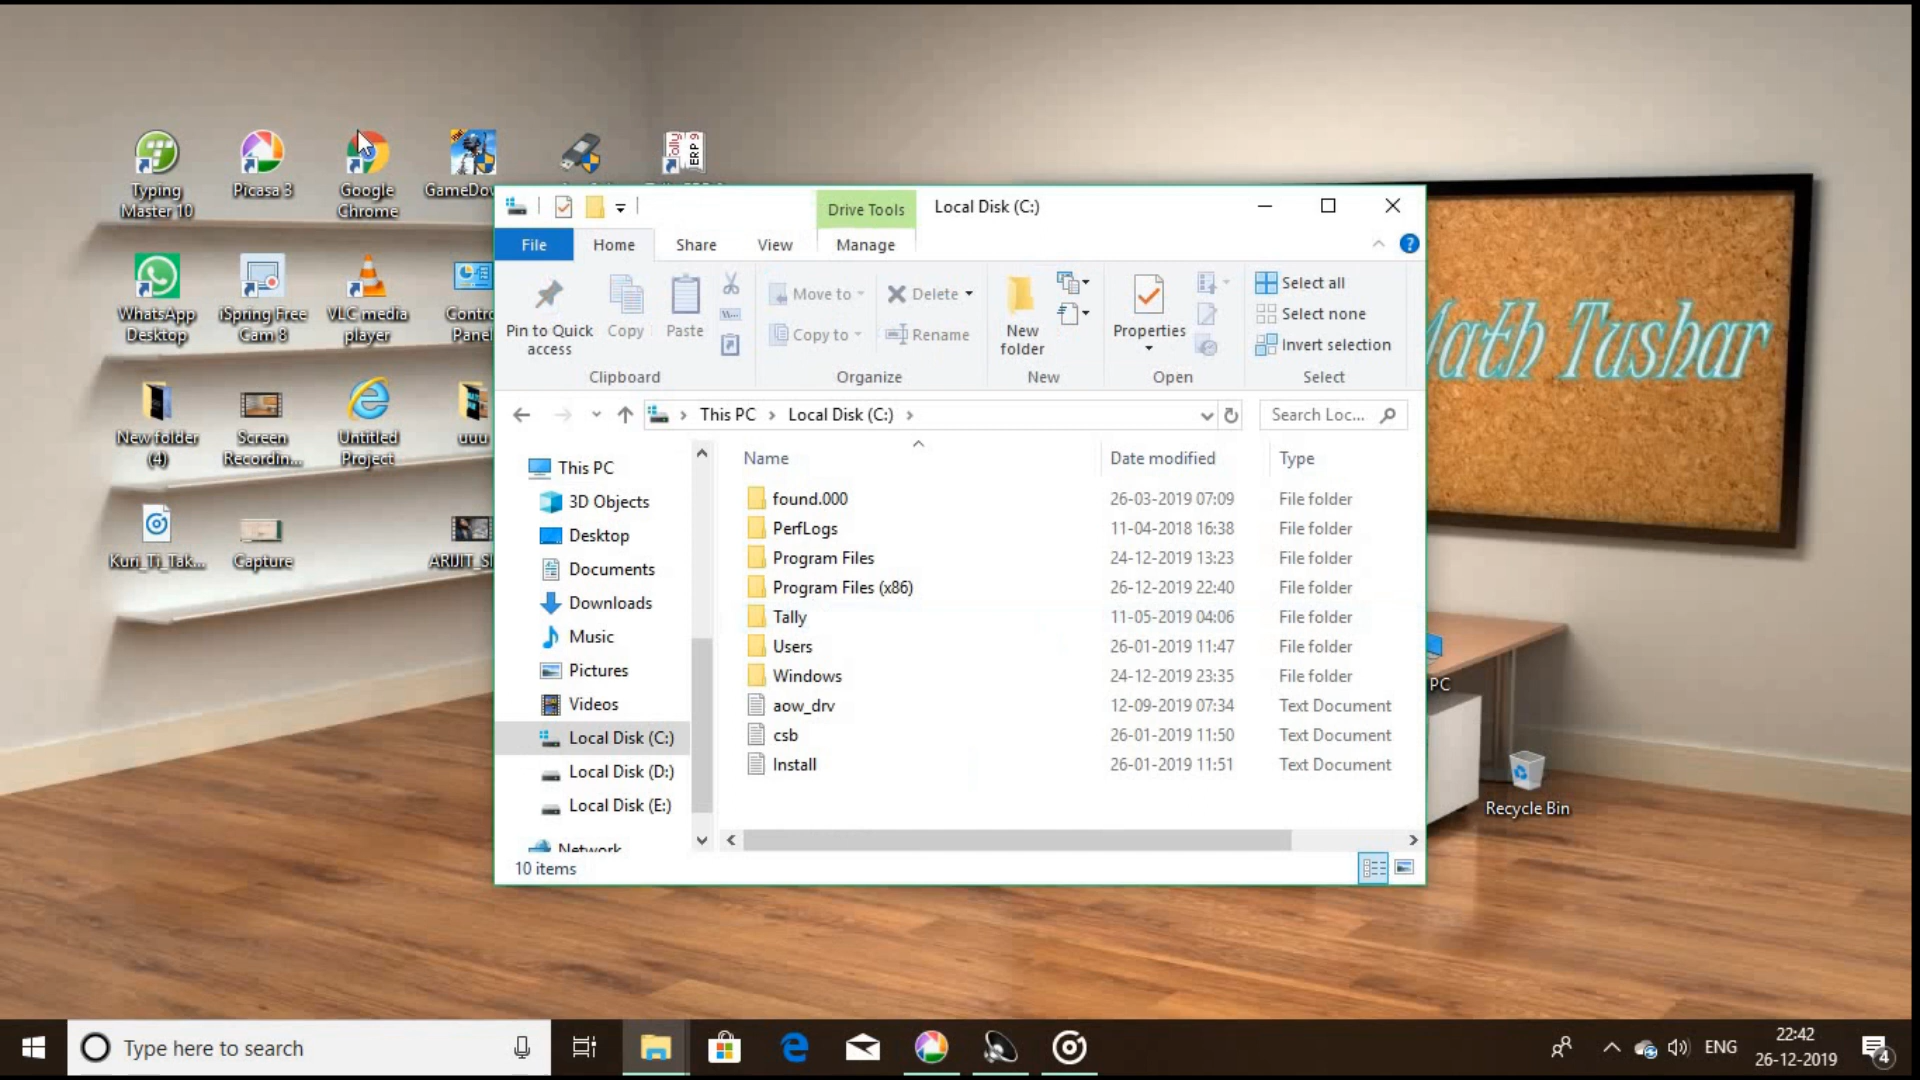 Typing
Master 10
Picasa 3
Google
Chrome
GameDow
Tally
ERP 9
WhatsApp
Desktop
iSpring Free
Cam 8
VLC media
player
Contro
Panel
New folder
(4)
Screen
Recordin...
Untitled
Project
uuu
Kuri_Ti_Tak...
Capture
ARIJIT_SI
Drive Tools
Local Disk (C:)
File
Home
Share
View
Manage
Pin to Quick
access
Copy
Paste
Move to
Copy to
Delete
Rename
New
folder
Properties
Select all
Select none
Invert selection
Clipboard
Organize
New
Open
Select
This PC
Local Disk (C:)
Search Loc...
This PC
3D Objects
Desktop
Documents
Downloads
Music
Pictures
Videos
Local Disk (C:)
Local Disk (D:)
Local Disk (E:)
Network
Name Date modified Type
found.000 26-03-2019 07:09 File folder
PerfLogs 11-04-2018 16:38 File folder
Program Files 24-12-2019 13:23 File folder
Program Files (x86) 26-12-2019 22:40 File folder
Tally 11-05-2019 04:06 File folder
Users 26-01-2019 11:47 File folder
Windows 24-12-2019 23:35 File folder
aow_drv 12-09-2019 07:34 Text Document
csb 26-01-2019 11:50 Text Document
Install 26-01-2019 11:51 Text Document
10 items
Math Tushar
PC
Recycle Bin
Type here to search
ENG
22:42
26-12-2019
4